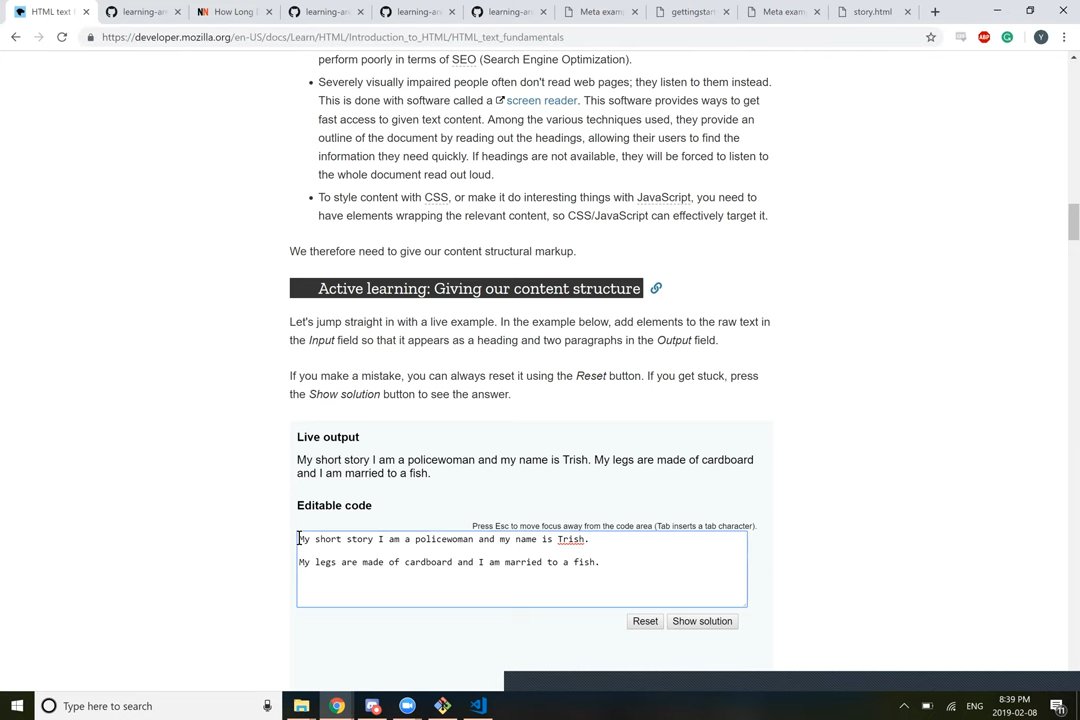 HTML text
learning-ar
How Long
learning-ar
learning-ar
learning-ar
Meta exam
gettingstar
Meta exam
story.html
https://developer.mozilla.org/en-US/docs/Learn/HTML/Introduction_to_HTML/HTML_text_fundamentals
perform poorly in terms of SEO (Search Engine Optimization).
Severely visually impaired people often don't read web pages; they listen to them instead.
This is done with software called a screen reader. This software provides ways to get
fast access to given text content. Among the various techniques used, they provide an
outline of the document by reading out the headings, allowing their users to find the
information they need quickly. If headings are not available, they will be forced to listen to
the whole document read out loud.
To style content with CSS, or make it do interesting things with JavaScript, you need to
have elements wrapping the relevant content, so CSS/JavaScript can effectively target it.
We therefore need to give our content structural markup.
Active learning: Giving our content structure
Let's jump straight in with a live example. In the example below, add elements to the raw text in
the Input field so that it appears as a heading and two paragraphs in the Output field.
If you make a mistake, you can always reset it using the Reset button. If you get stuck, press
the Show solution button to see the answer.
Live output
My short story I am a policewoman and my name is Trish. My legs are made of cardboard
and I am married to a fish.
Editable code
Press Esc to move focus away from the code area (Tab inserts a tab character).
My short story I am a policewoman and my name is Trish.
My legs are made of cardboard and I am married to a fish.
Reset Show solution
Type here to search
ENG
8:39 PM
2019-02-08